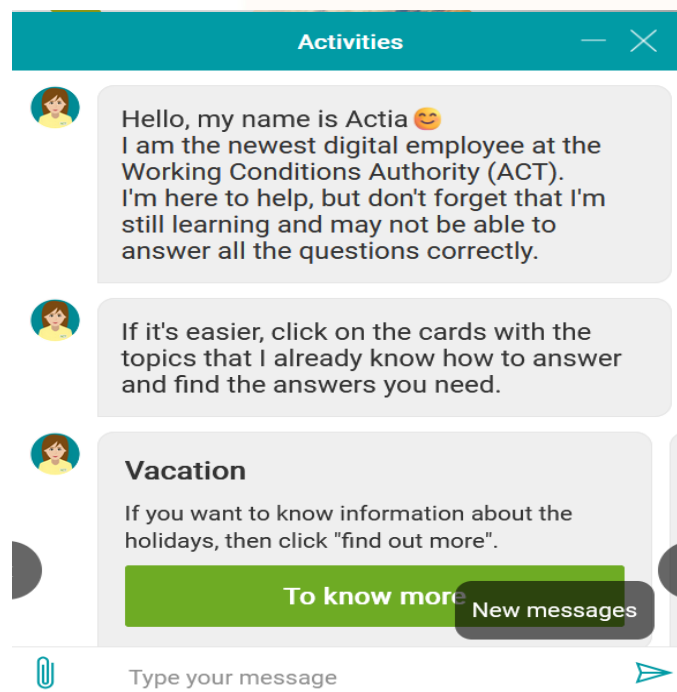 Activities
Hello, my name is Actia 😊
I am the newest digital employee at the
Working Conditions Authority (ACT).
I'm here to help, but don't forget that I'm
still learning and may not be able to
answer all the questions correctly.
If it's easier, click on the cards with the
topics that I already know how to answer
and find the answers you need.
Vacation
If you want to know information about the
holidays, then click "find out more".
To know more
New messages
Type your message